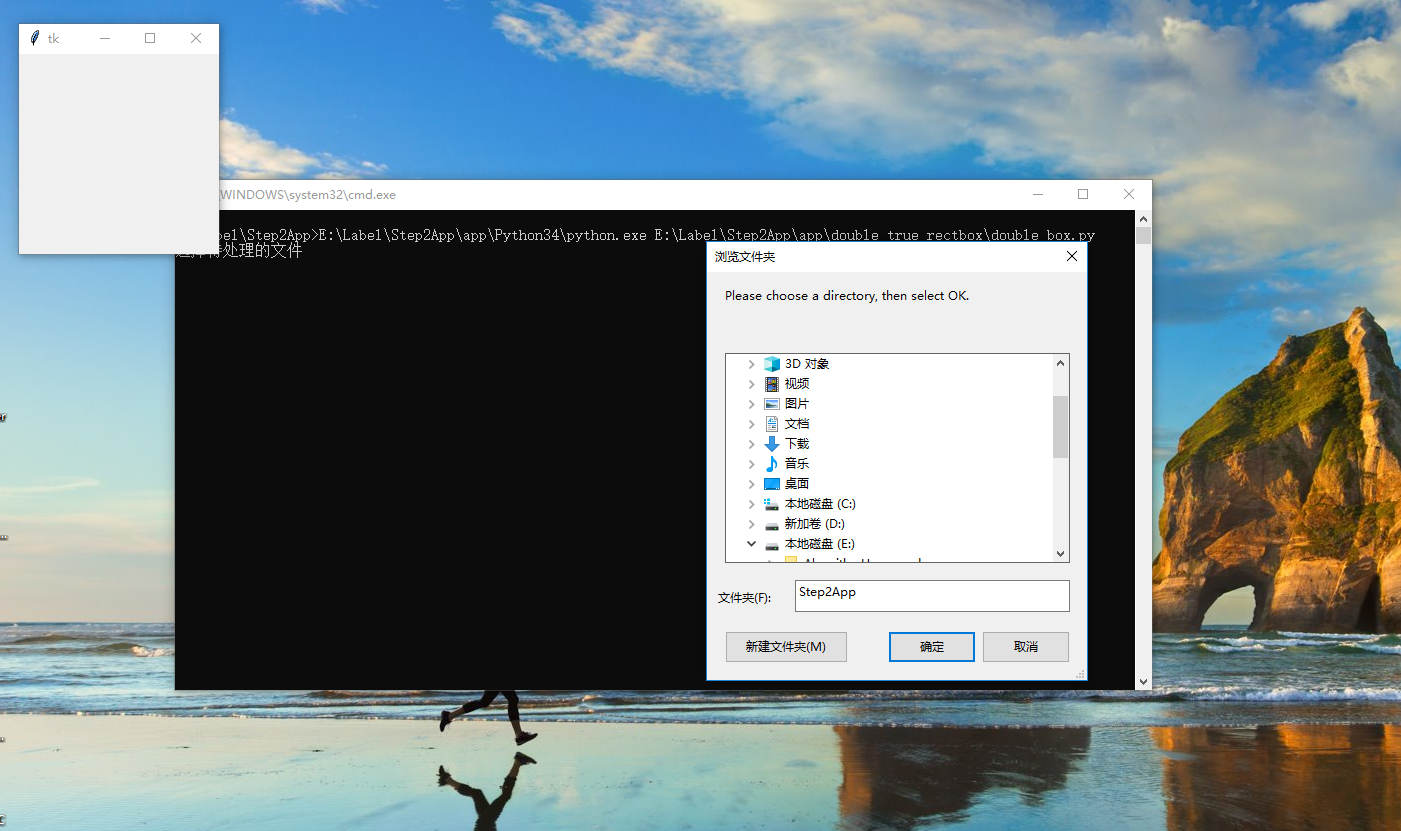 tk
WINDOWS\system32\cmd.exe
bel\Step2App>E:\Label\Step2App\app\Python34\python.exe E:\Label\Step2App\app\double_true_rectbox\double_box.py
选择待处理的文件
浏览文件夹
Please choose a directory, then select OK.
3D 对象
视频
图片
文档
下载
音乐
桌面
本地磁盘 (C:)
新加卷 (D:)
本地磁盘 (E:)
文件夹(F):
Step2App
新建文件夹(M)
确定
取消